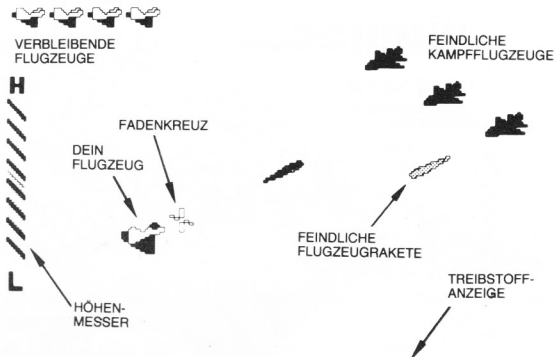 VERBLEIBENDE
FLUGZEUGE
FEINDLICHE
KAMPFFLUGZEUGE
H
FADENKREUZ
DEIN
FLUGZEUG
FEINDLICHE
FLUGZEUGRAKETE
L
HÖHEN-
MESSER
TREIBSTOFF-
ANZEIGE